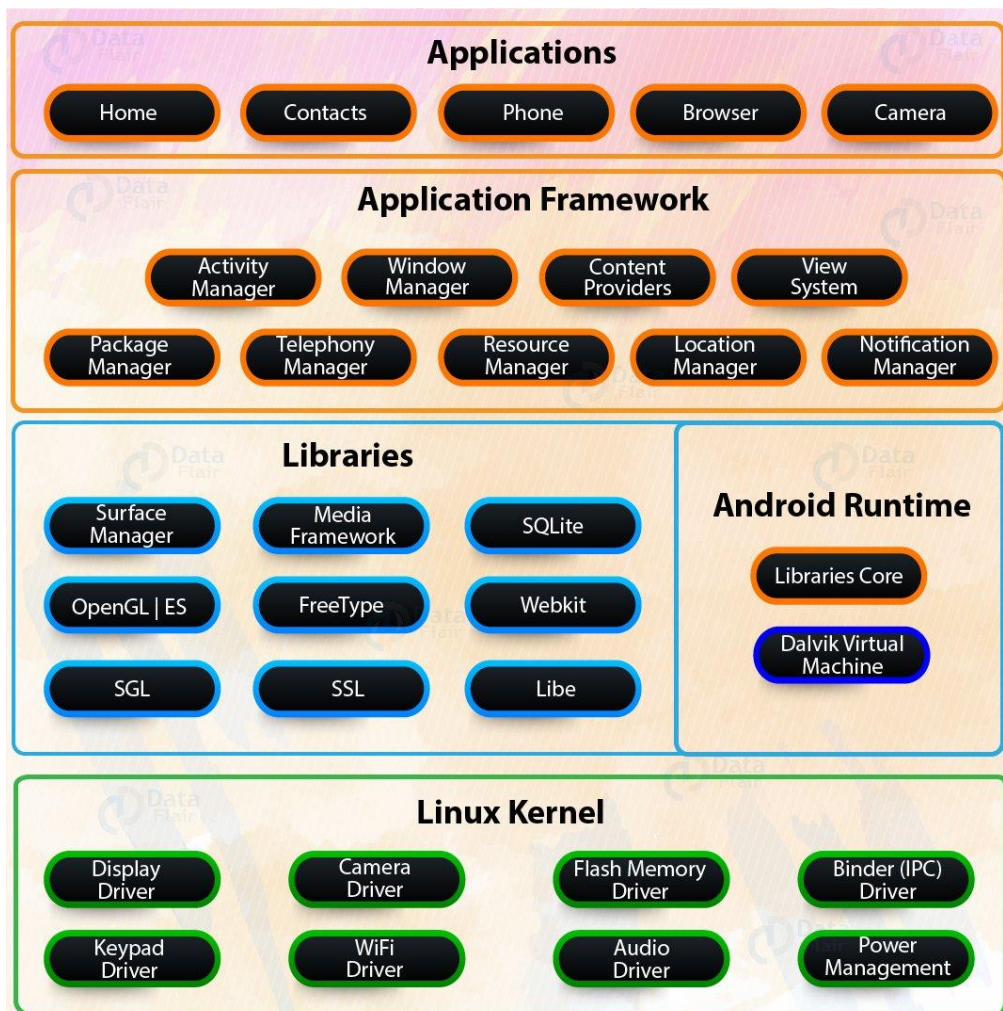 Applications
Home
Contacts
Phone
Browser
Camera
Application Framework
Activity
Manager
Window
Manager
Content
Providers
View
System
Package
Manager
Telephony
Manager
Resource
Manager
Location
Manager
Notification
Manager
Libraries
Surface
Manager
Media
Framework
SQLite
OpenGL | ES
FreeType
Webkit
SGL
SSL
Libe
Android Runtime
Libraries Core
Dalvik Virtual
Machine
Linux Kernel
Display
Driver
Camera
Driver
Flash Memory
Driver
Binder (IPC)
Driver
Keypad
Driver
WiFi
Driver
Audio
Driver
Power
Management
Data
Flair